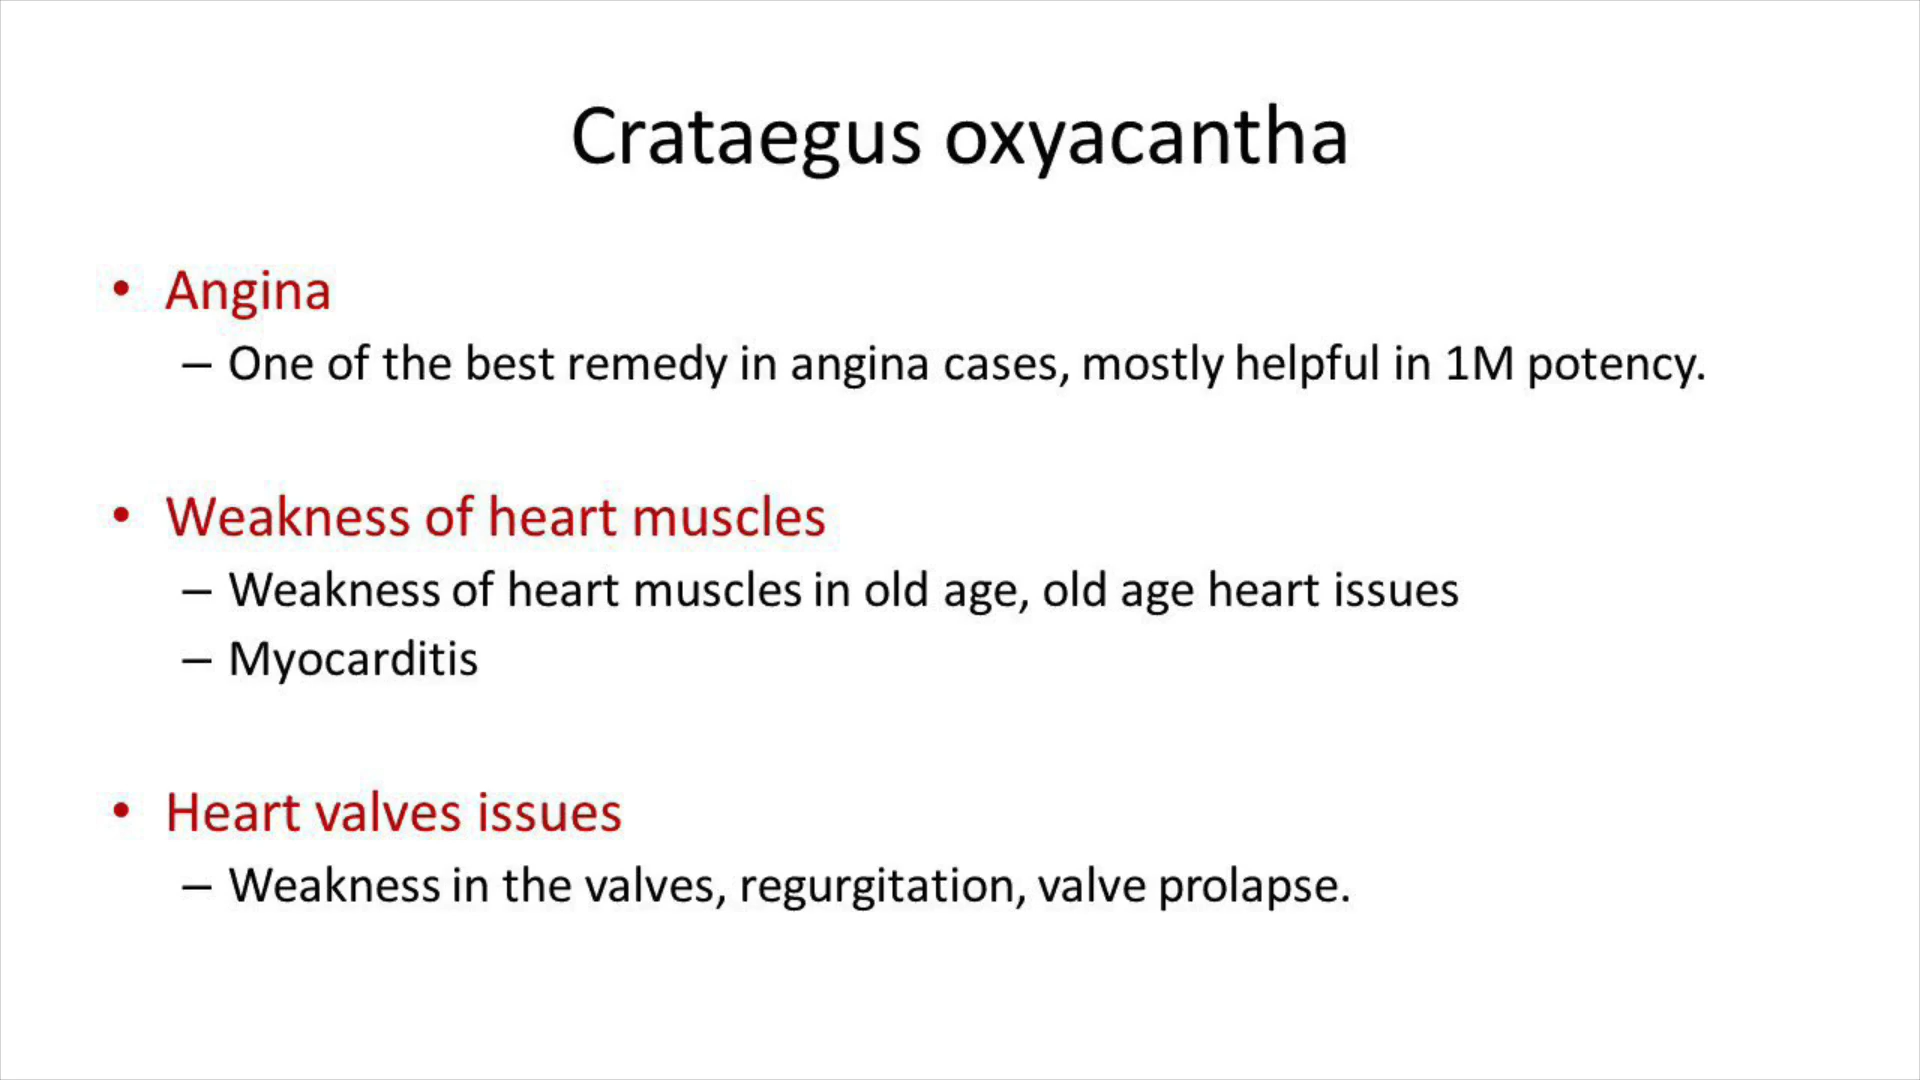 Crataegus oxyacantha
• Angina
– One of the best remedy in angina cases, mostly helpful in 1M potency.
• Weakness of heart muscles
– Weakness of heart muscles in old age, old age heart issues
– Myocarditis
• Heart valves issues
– Weakness in the valves, regurgitation, valve prolapse.